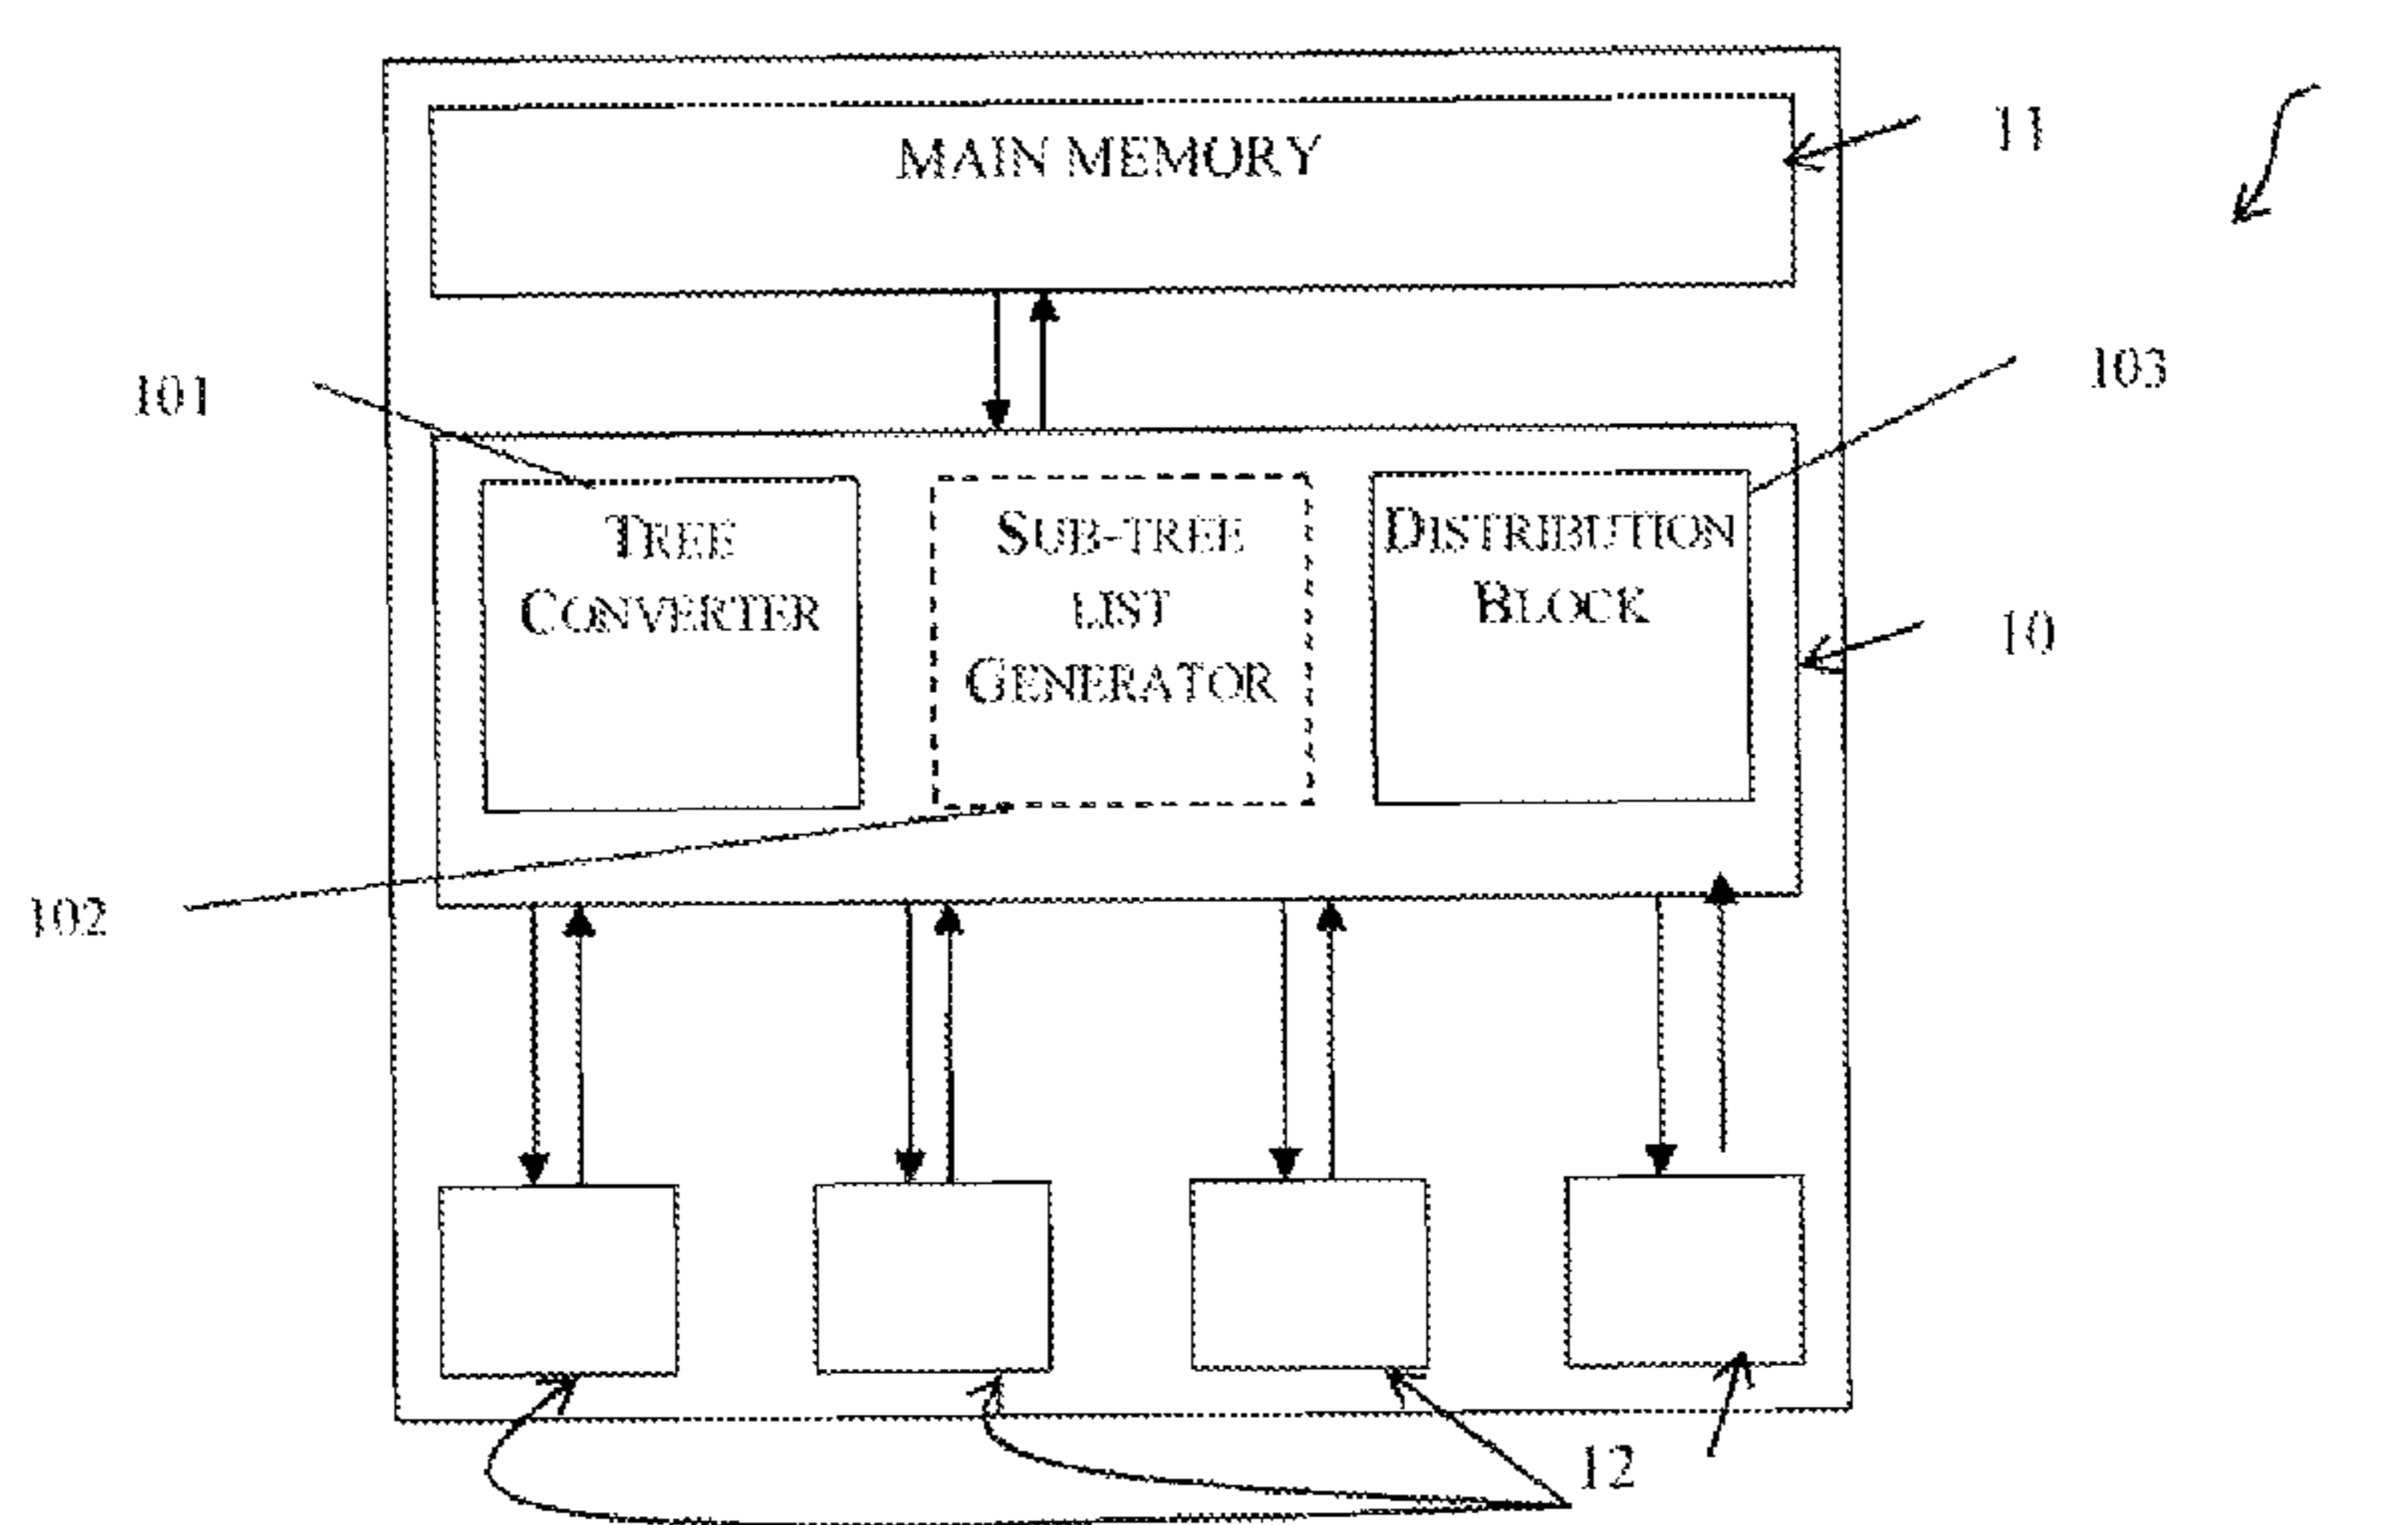 MAIN MEMORY
11
101
103
TREE
CONVERTER
SUB-TREE
LIST
GENERATOR
DISTRIBUTION
BLOCK
10
102
12